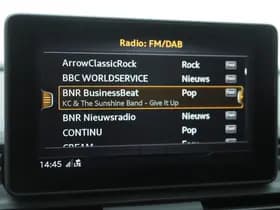 Radio: FM/DAB
ArrowClassicRock Rock
BBC WORLDSERVICE Nieuws
BNR BusinessBeat Pop
KC & The Sunshine Band - Give It Up
BNR Nieuwsradio Nieuws
CONTINU Pop
CREAM
14:45